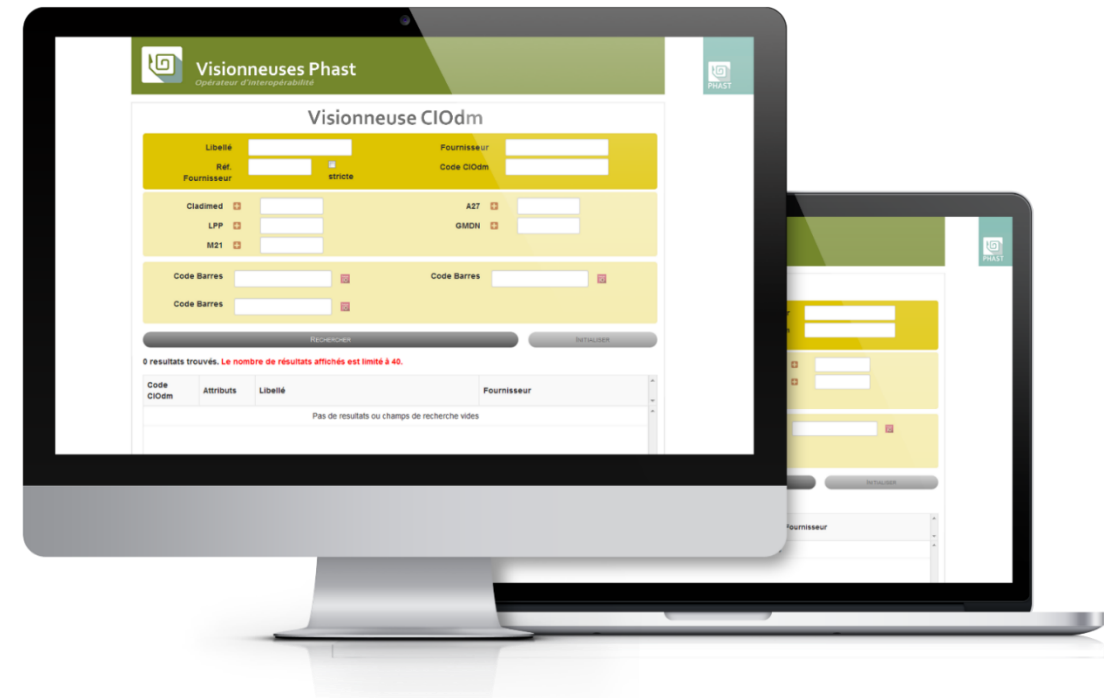 Visionneuses Phast
Opérateur d'interopérabilité
PHAST
Visionneuse CIOdm
Libellé Fournisseur
Réf. Fournisseur stricte Code CIOdm
Cladimed A27
LPP GMDN
M21
Code Barres Code Barres
Code Barres
Rechercher Initialiser
0 resultats trouvés. Le nombre de résultats affichés est limité à 40.
Code CIOdm Attributs Libellé Fournisseur
Pas de resultats ou champs de recherche vides
PHAST
Initialiser
Fournisseur